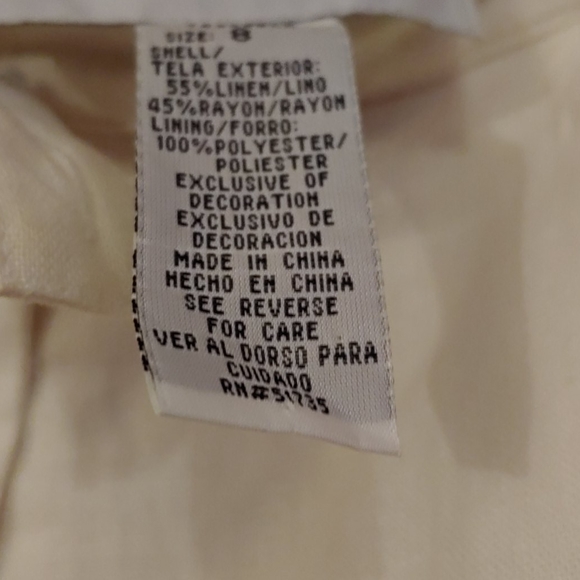 SIZE: 8
SHELL/
TELA EXTERIOR:
55%LINEN/LINO
45%RAYON/RAYON
LINING/FORRO:
100%POLYESTER/
POLIESTER
EXCLUSIVE OF
DECORATION
EXCLUSIVO DE
DECORACION
MADE IN CHINA
HECHO EN CHINA
SEE REVERSE
FOR CARE
VER AL DORSO PARA
CUIDADO
RN#51735